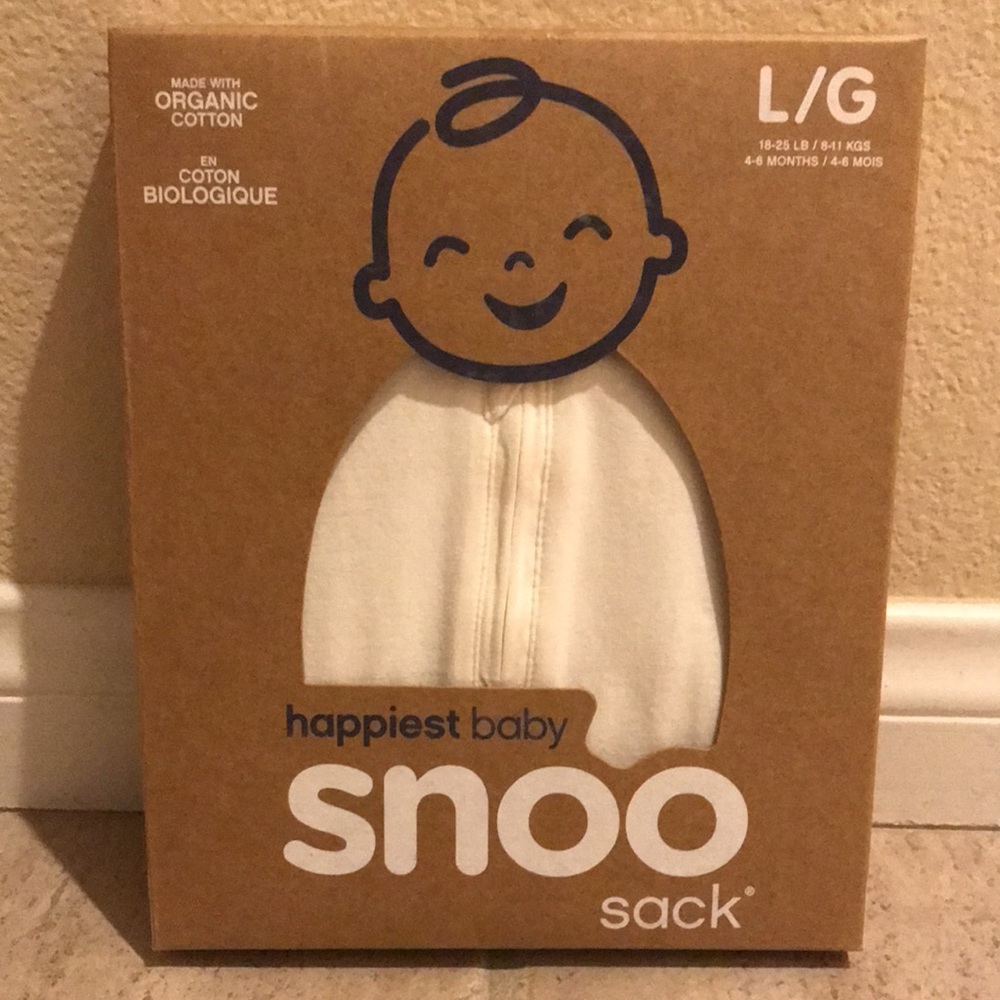 MADE WITH
ORGANIC
COTTON
EN
COTON
BIOLOGIQUE
L/G
18-25 LB / 8-11 KGS
4-6 MONTHS / 4-6 MOIS
happiest baby
snoo
sack®